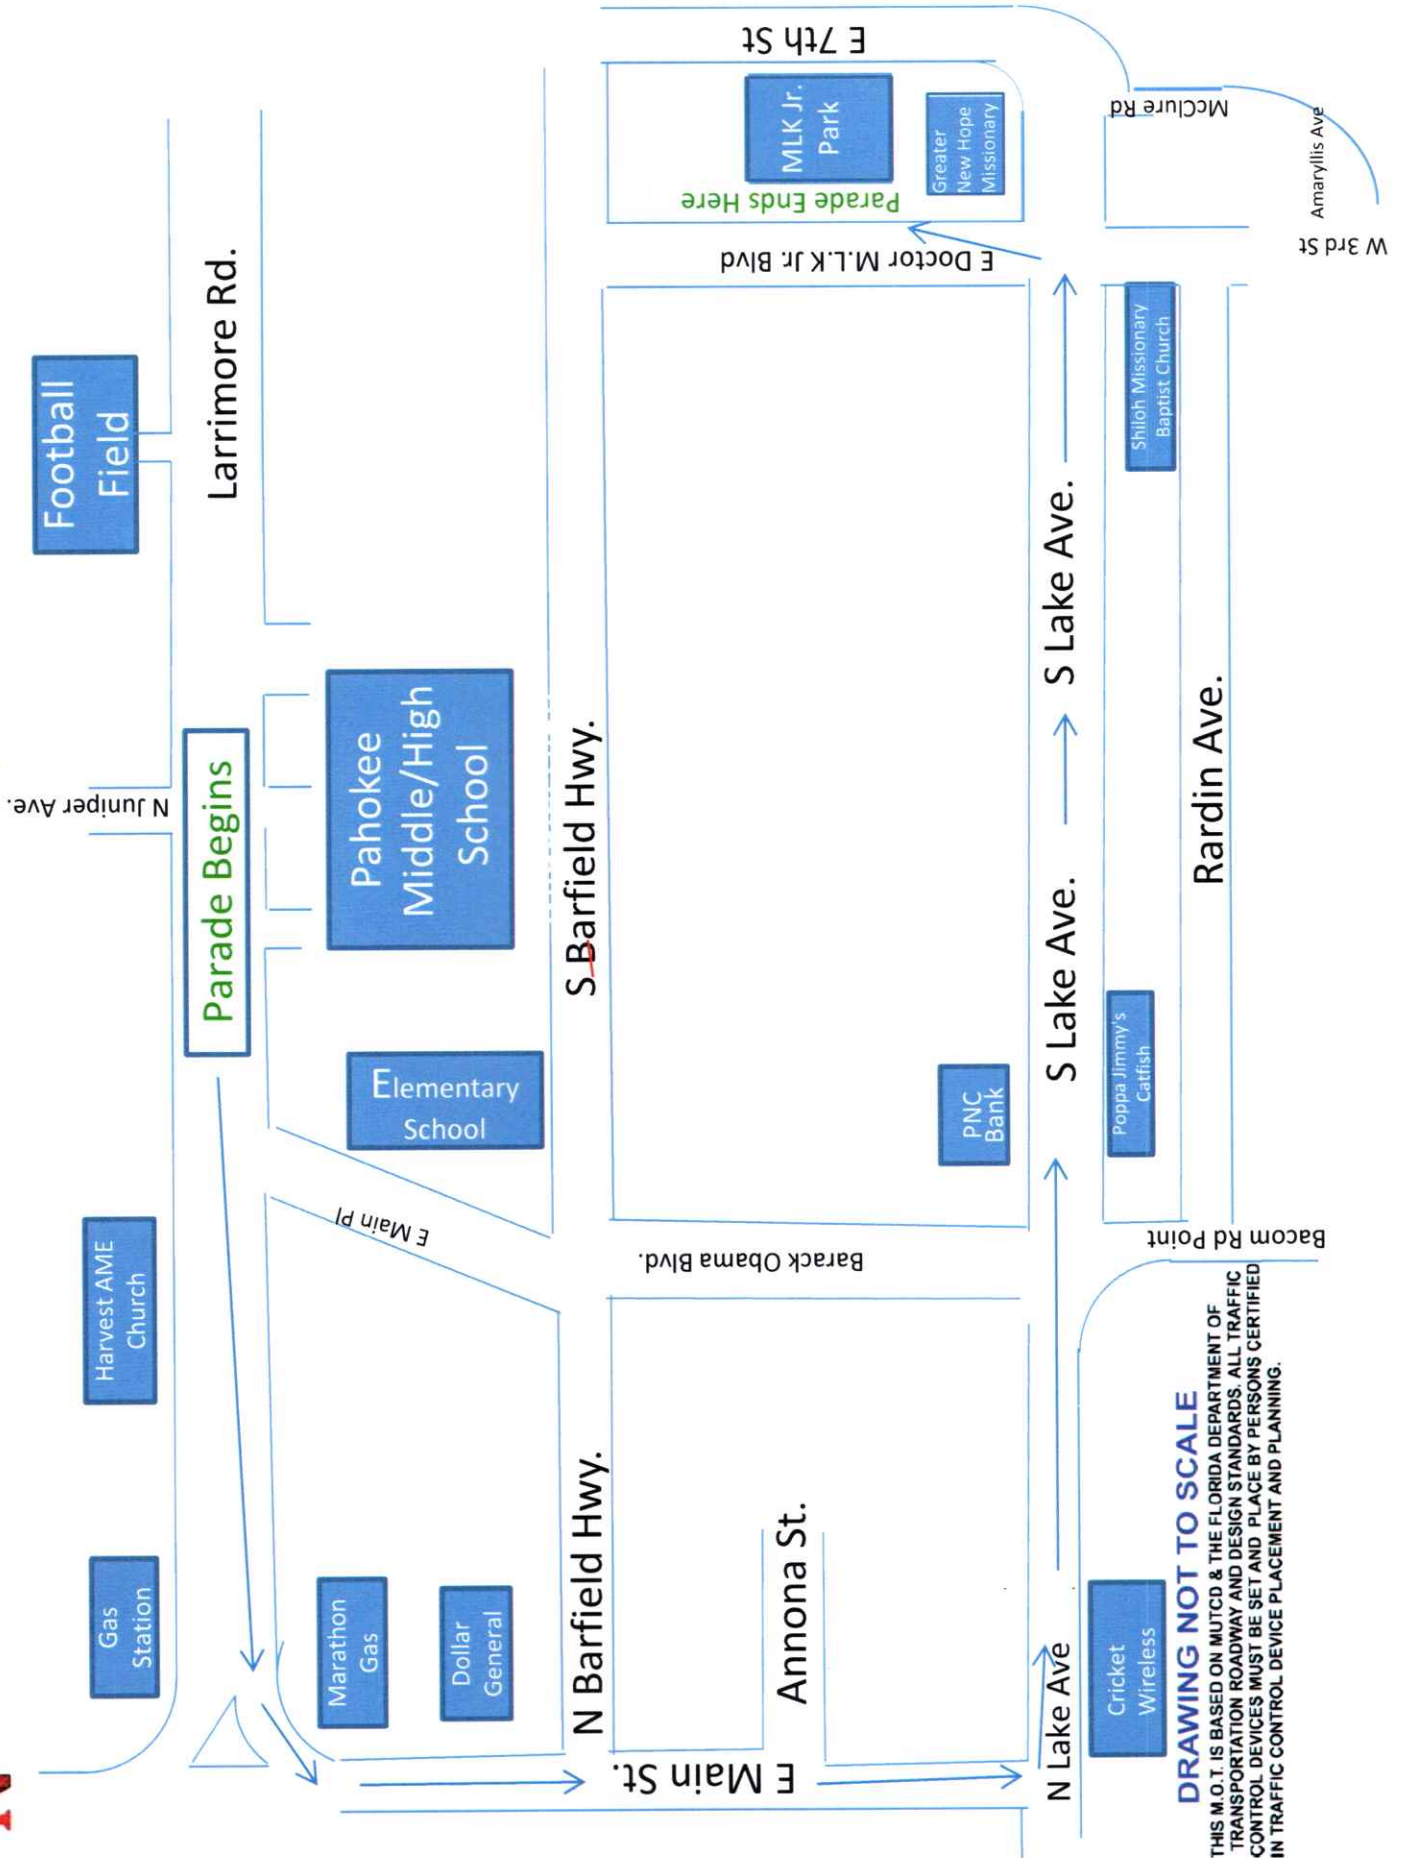 Football
Field
Larrimore Rd.
N Juniper Ave.
Parade Begins
Harvest AME
Church
Gas
Station
Pahokee
Middle/High
School
Elementary
School
E Main Pl
Marathon
Gas
Dollar
General
S Barfield Hwy.
N Barfield Hwy.
E 7th St
MLK Jr.
Park
Greater
New Hope
Missionary
Parade Ends Here
E Doctor M.L.K Jr. Blvd
McClure Rd
Amaryllis Ave
W 3rd St
Barack Obama Blvd.
Annona St.
E Main St.
PNC
Bank
S Lake Ave.
S Lake Ave.
N Lake Ave
Shiloh Missionary
Baptist Church
Poppa Jimmy's
Catfish
Rardin Ave.
Bacom Rd Point
Cricket
Wireless
DRAWING NOT TO SCALE
THIS M.O.T. IS BASED ON MUTCD & THE FLORIDA DEPARTMENT OF
TRANSPORTATION ROADWAY AND DESIGN STANDARDS. ALL TRAFFIC
CONTROL DEVICES MUST BE SET AND PLACE BY PERSONS CERTIFIED
IN TRAFFIC CONTROL DEVICE PLACEMENT AND PLANNING.